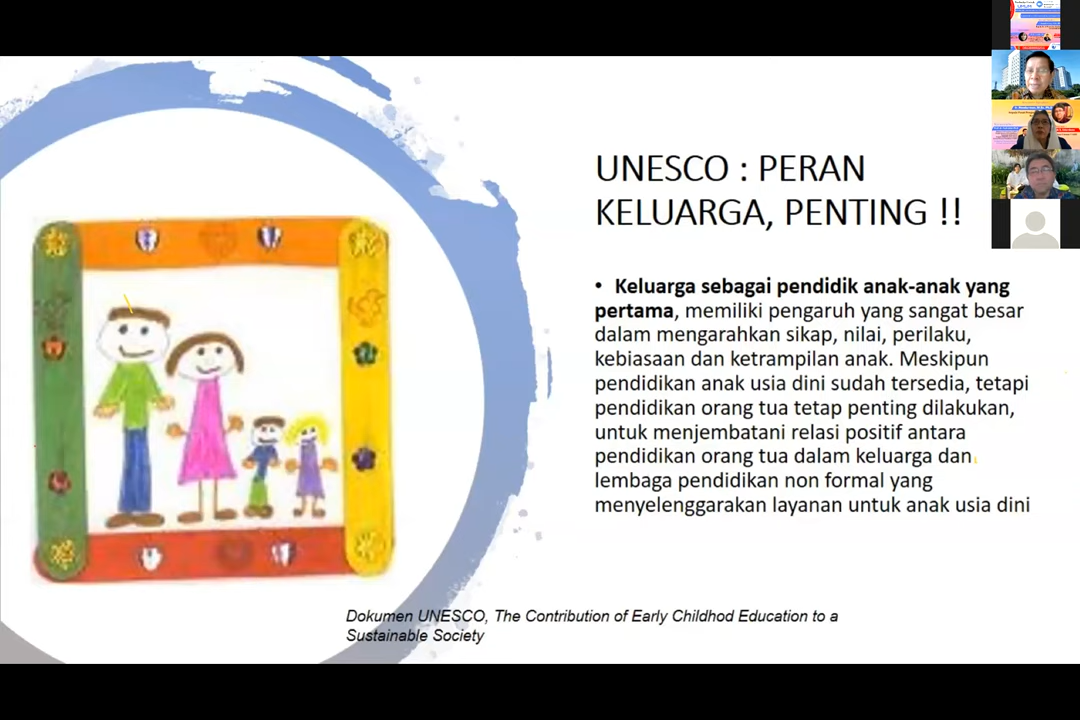 UNESCO : PERAN
KELUARGA, PENTING !!
• Keluarga sebagai pendidik anak-anak yang
pertama, memiliki pengaruh yang sangat besar
dalam mengarahkan sikap, nilai, perilaku,
kebiasaan dan ketrampilan anak. Meskipun
pendidikan anak usia dini sudah tersedia, tetapi
pendidikan orang tua tetap penting dilakukan,
untuk menjembatani relasi positif antara
pendidikan orang tua dalam keluarga dan
lembaga pendidikan non formal yang
menyelenggarakan layanan untuk anak usia dini
Dokumen UNESCO, The Contribution of Early Childhod Education to a
Sustainable Society